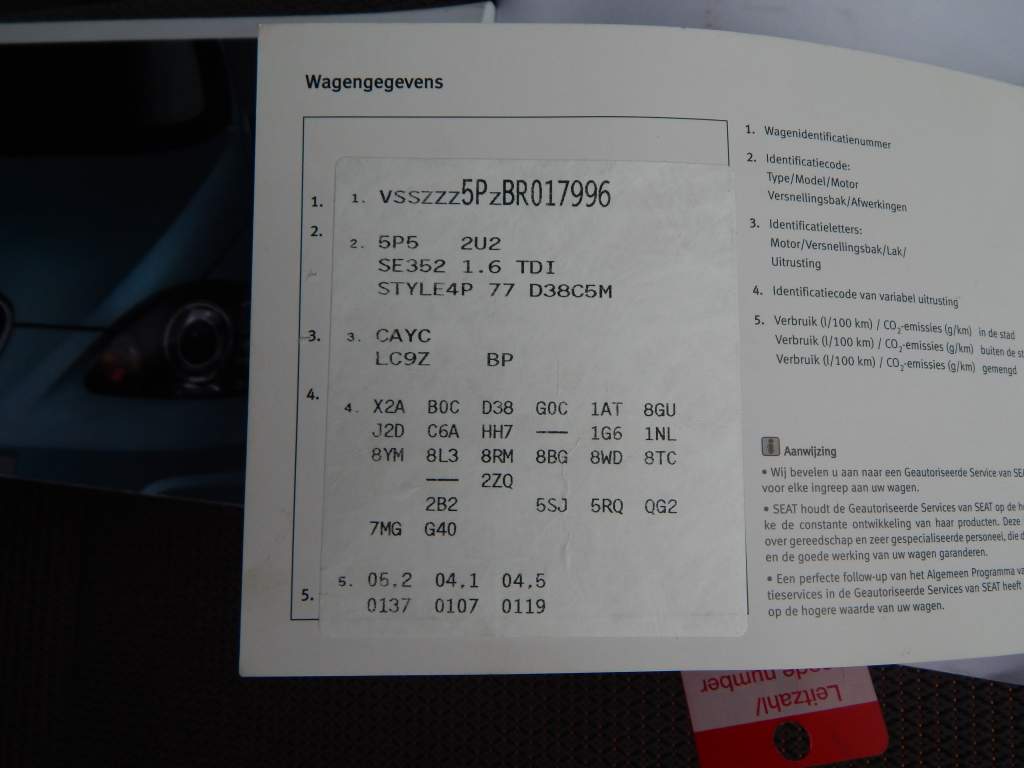 Wagengegevens
1. 1. VSSZZZ5PZBR017996
2. 2. 5P5 2U2
SE352 1.6 TDI
STYLE4P 77 D38C5M
3. 3. CAYC
LC9Z BP
4. 4. X2A B0C D38 G0C 1AT 8GU
J2D C6A HH7 --- 1G6 1NL
8YM 8L3 8RM 8BG 8WD 8TC
--- 2ZQ
2B2 5SJ 5RQ QG2
7MG G40
5. 5. 05.2 04.1 04.5
0137 0107 0119
1. Wagenidentificatienummer
2. Identificatiecode:
Type/Model/Motor
Versnellingsbak/Afwerkingen
3. Identificatieletters:
Motor/Versnellingsbak/Lak/
Uitrusting
4. Identificatiecode van variabel uitrusting
5. Verbruik (l/100 km) / CO₂-emissies (g/km) in de stad
Verbruik (l/100 km) / CO₂-emissies (g/km) buiten de st
Verbruik (l/100 km) / CO₂-emissies (g/km) gemengd
i Aanwijzing
• Wij bevelen u aan naar een Geautoriseerde Service van SEA
voor elke ingreep aan uw wagen.
• SEAT houdt de Geautoriseerde Services van SEAT op de h
ke de constante ontwikkeling van haar producten. Deze
over gereedschap en zeer gespecialiseerde personeel, die d
en de goede werking van uw wagen garanderen.
• Een perfecte follow-up van het Algemeen Programma va
tieservices in de Geautoriseerde Services van SEAT heeft
op de hogere waarde van uw wagen.
Leitzahl/
code number